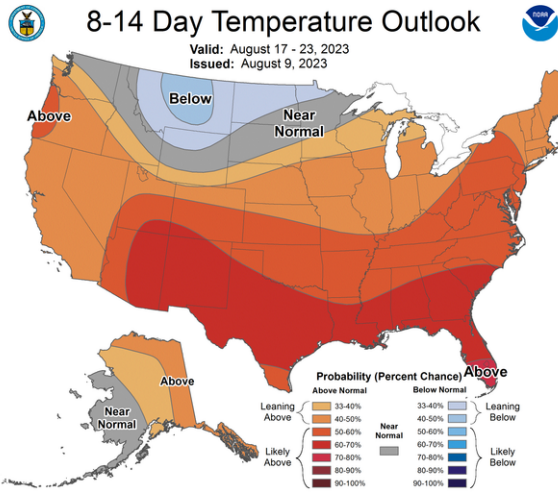 8-14 Day Temperature Outlook
Valid: August 17 - 23, 2023
Issued: August 9, 2023
NOAA
Below
Above
Near
Normal
Above
Above
Near
Normal
Probability (Percent Chance)
Above Normal
Below Normal
Leaning
Above
33-40%
40-50%
Likely
Above
50-60%
60-70%
70-80%
80-90%
90-100%
Near
Normal
33-40%
40-50%
Leaning
Below
50-60%
60-70%
70-80%
80-90%
90-100%
Likely
Below